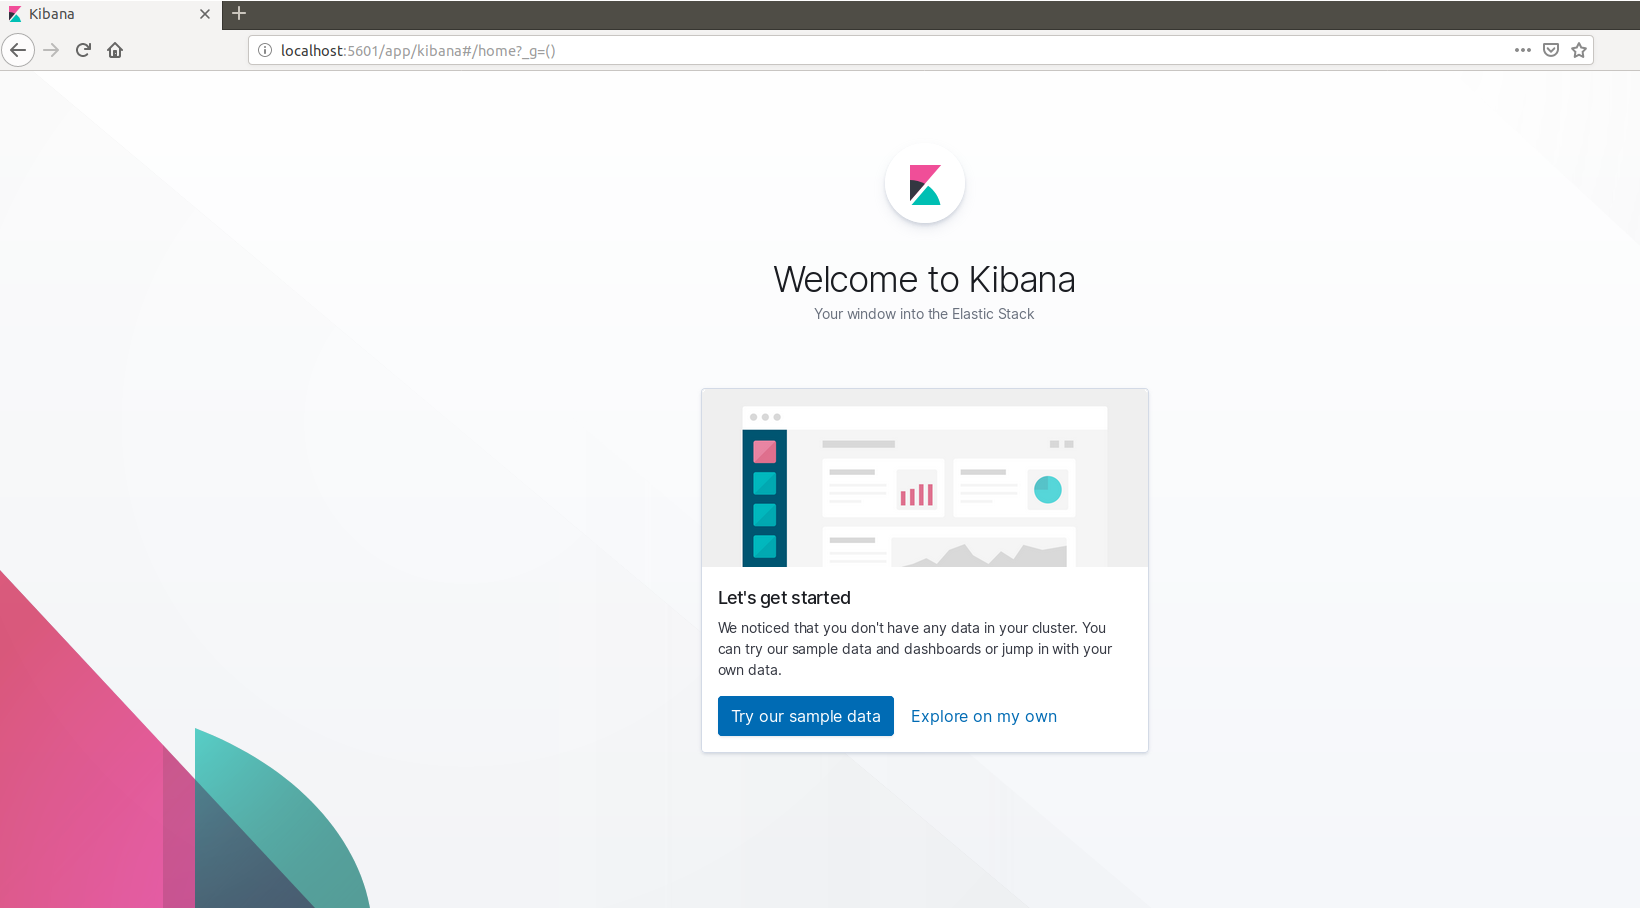 Kibana
localhost:5601/app/kibana#/home?_g=()
Welcome to Kibana
Your window into the Elastic Stack
Let's get started
We noticed that you don't have any data in your cluster. You
can try our sample data and dashboards or jump in with your
own data.
Try our sample data Explore on my own